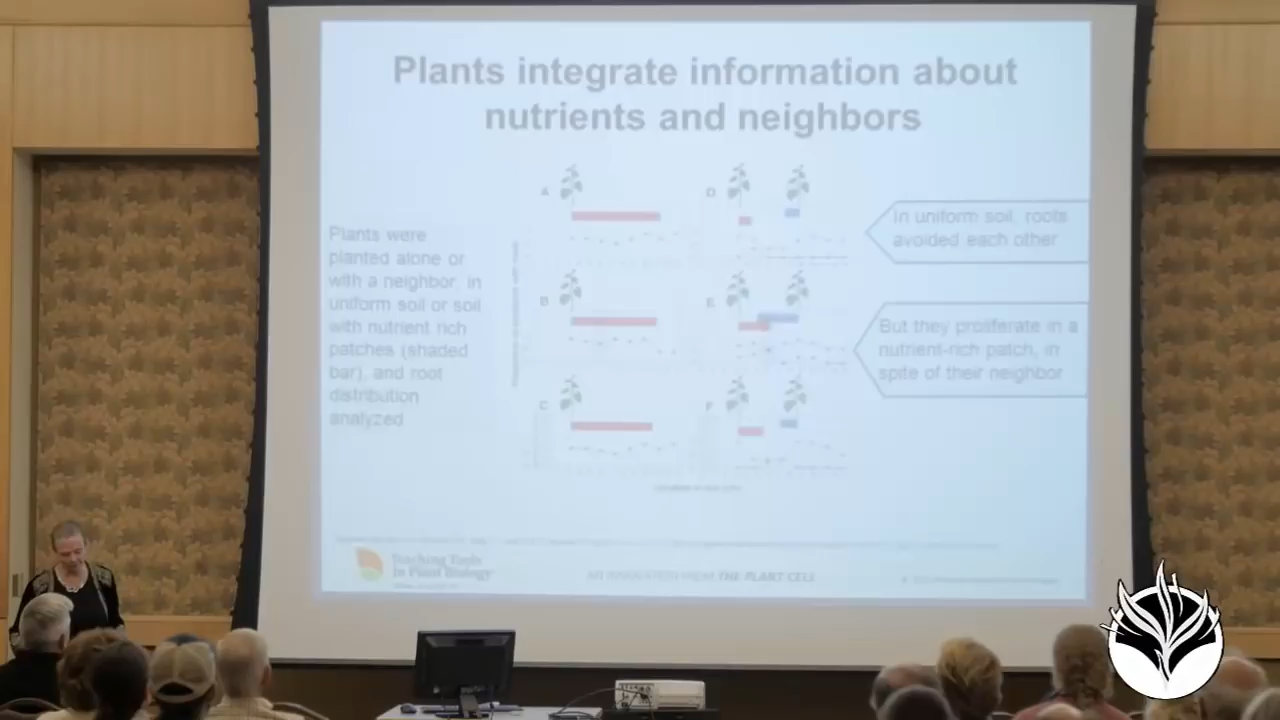 Plants integrate information about
nutrients and neighbors
Plants were
planted alone or
with a neighbor, in
uniform soil or soil
with nutrient rich
patches (shaded
bar), and root
distribution
analyzed
A
B
C
D
E
F
In uniform soil, roots
avoided each other
But they proliferate in a
nutrient-rich patch, in
spite of their neighbor
Teaching Tools
in Plant Biology
AN INNOVATION FROM THE PLANT CELL